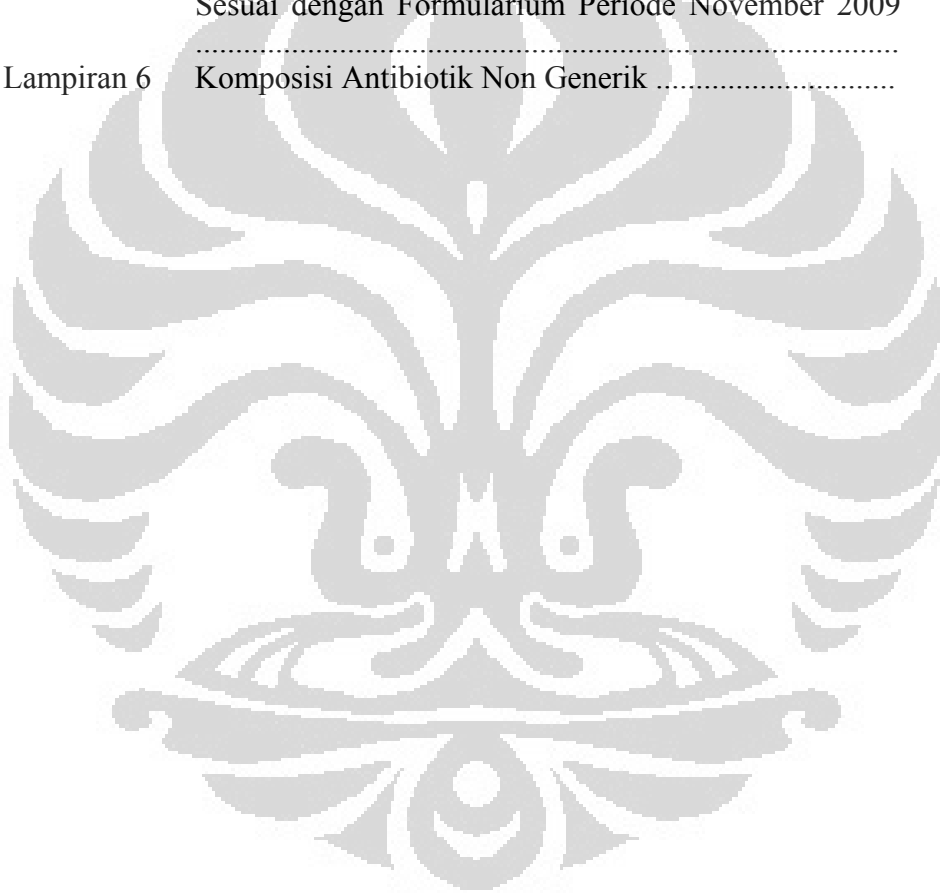 Sesuai dengan Formularium Periode November 2009
........................................................................................
Lampiran 6 Komposisi Antibiotik Non Generik ..............................